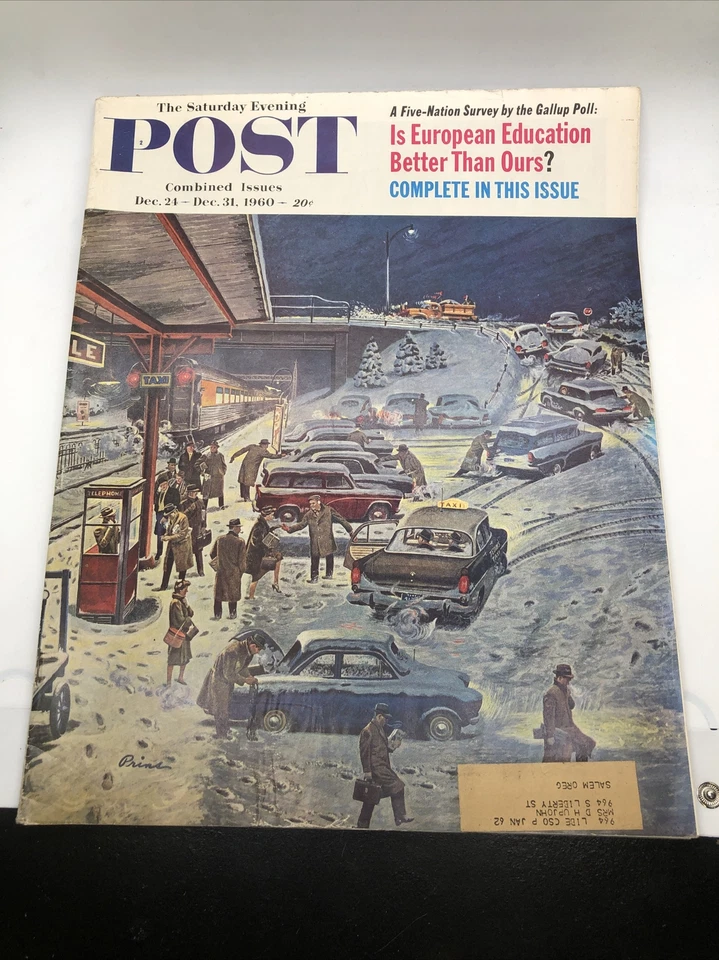 The Saturday Evening
POST
Combined Issues
Dec. 24 – Dec. 31, 1960 – 20¢
A Five-Nation Survey by the Gallup Poll:
Is European Education
Better Than Ours?
COMPLETE IN THIS ISSUE
LE
TAXI
TELEPHONE
TAXI
Prins
964 LIBE CSO P JAN 62
MRS D H UPJOHN
964 S LIBERTY ST
SALEM OREG